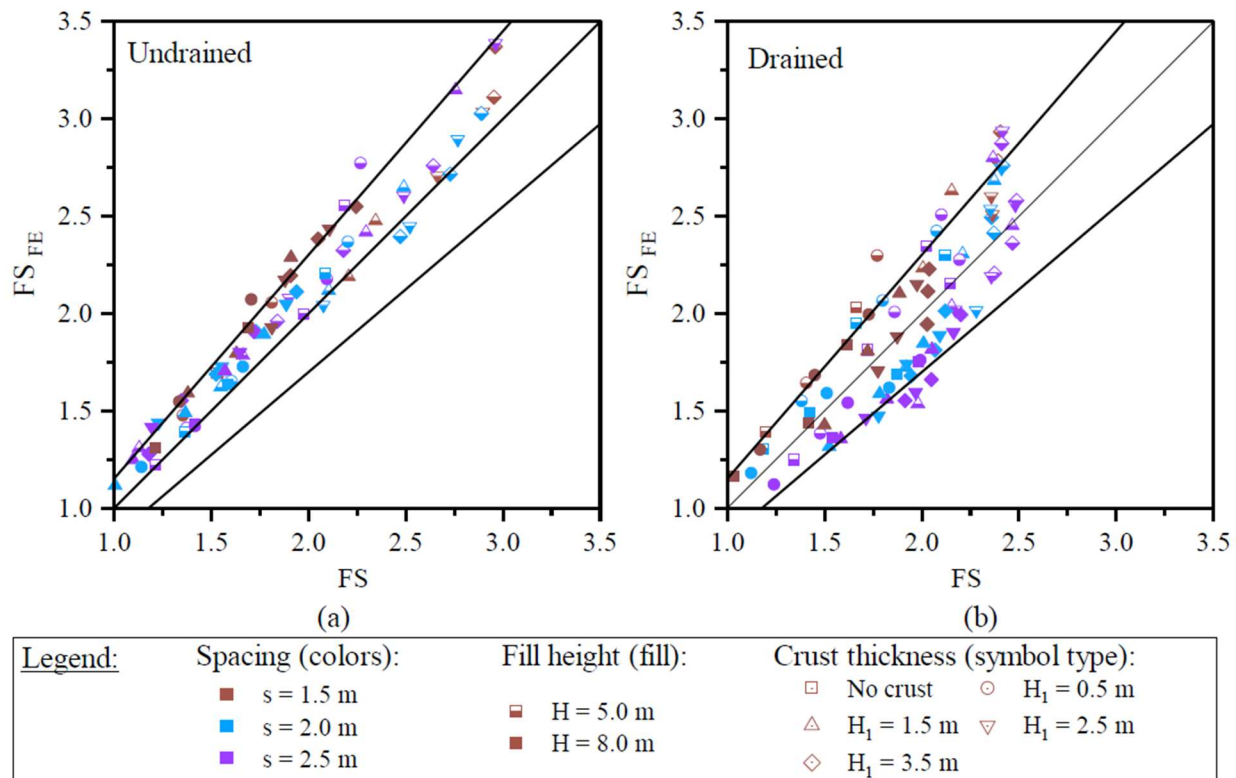 3.5
3.0
2.5
2.0
1.5
1.0
FS FE
Undrained
1.0
1.5
2.0
2.5
3.0
3.5
FS
(a)
3.5
3.0
2.5
2.0
1.5
1.0
FS FE
Drained
1.0
1.5
2.0
2.5
3.0
3.5
FS
(b)
Legend:
Spacing (colors):
s = 1.5 m
s = 2.0 m
s = 2.5 m
Fill height (fill):
H = 5.0 m
H = 8.0 m
Crust thickness (symbol type):
No crust
H1 = 0.5 m
H1 = 1.5 m
H1 = 2.5 m
H1 = 3.5 m